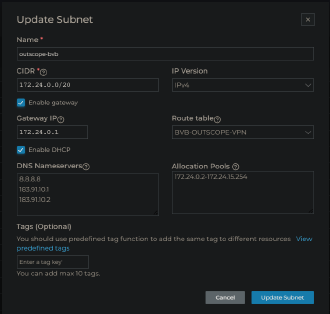 Update Subnet
Name *
outscope-bvb
CIDR *
IP Version
172.24.0.0/20
IPv4
Enable gateway
Gateway IP
Route table
172.24.0.1
BVB-OUTSCOPE-VPN
Enable DHCP
DNS Nameservers
Allocation Pools
8.8.8.8
183.91.10.1
183.91.10.2
172.24.0.2-172.24.15.254
Tags (Optional)
You should use predefined tag function to add the same tag to different resources View
predefined tags
Enter a tag key
You can add max 10 tags.
Cancel
Update Subnet